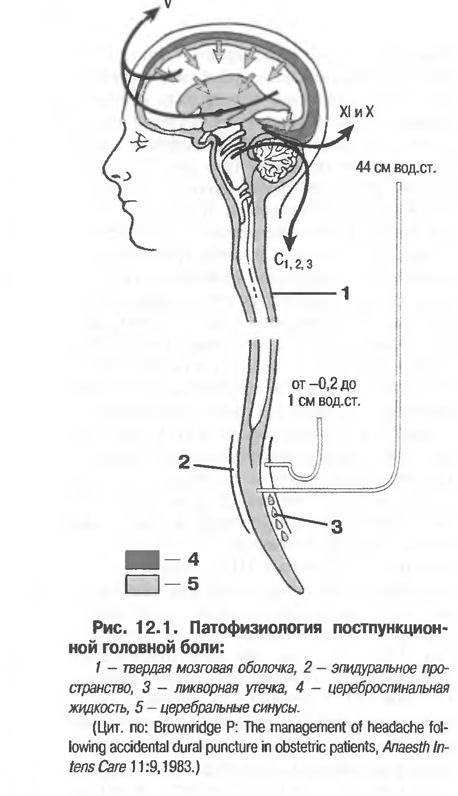 V
XI и X
44 см вод.ст.
C1, 2, 3
1
от –0,2 до
1 см вод.ст.
2
3
– 4
– 5
Рис. 12.1. Патофизиология постпункцион-
ной головной боли:
1 – твердая мозговая оболочка, 2 – эпидуральное про-
странство, 3 – ликворная утечка, 4 – цереброспинальная
жидкость, 5 – церебральные синусы.
(Цит. по: Brownridge P: The management of headache fol-
lowing accidental dural puncture in obstetric patients, Anaesth In-
tens Care 11:9,1983.)